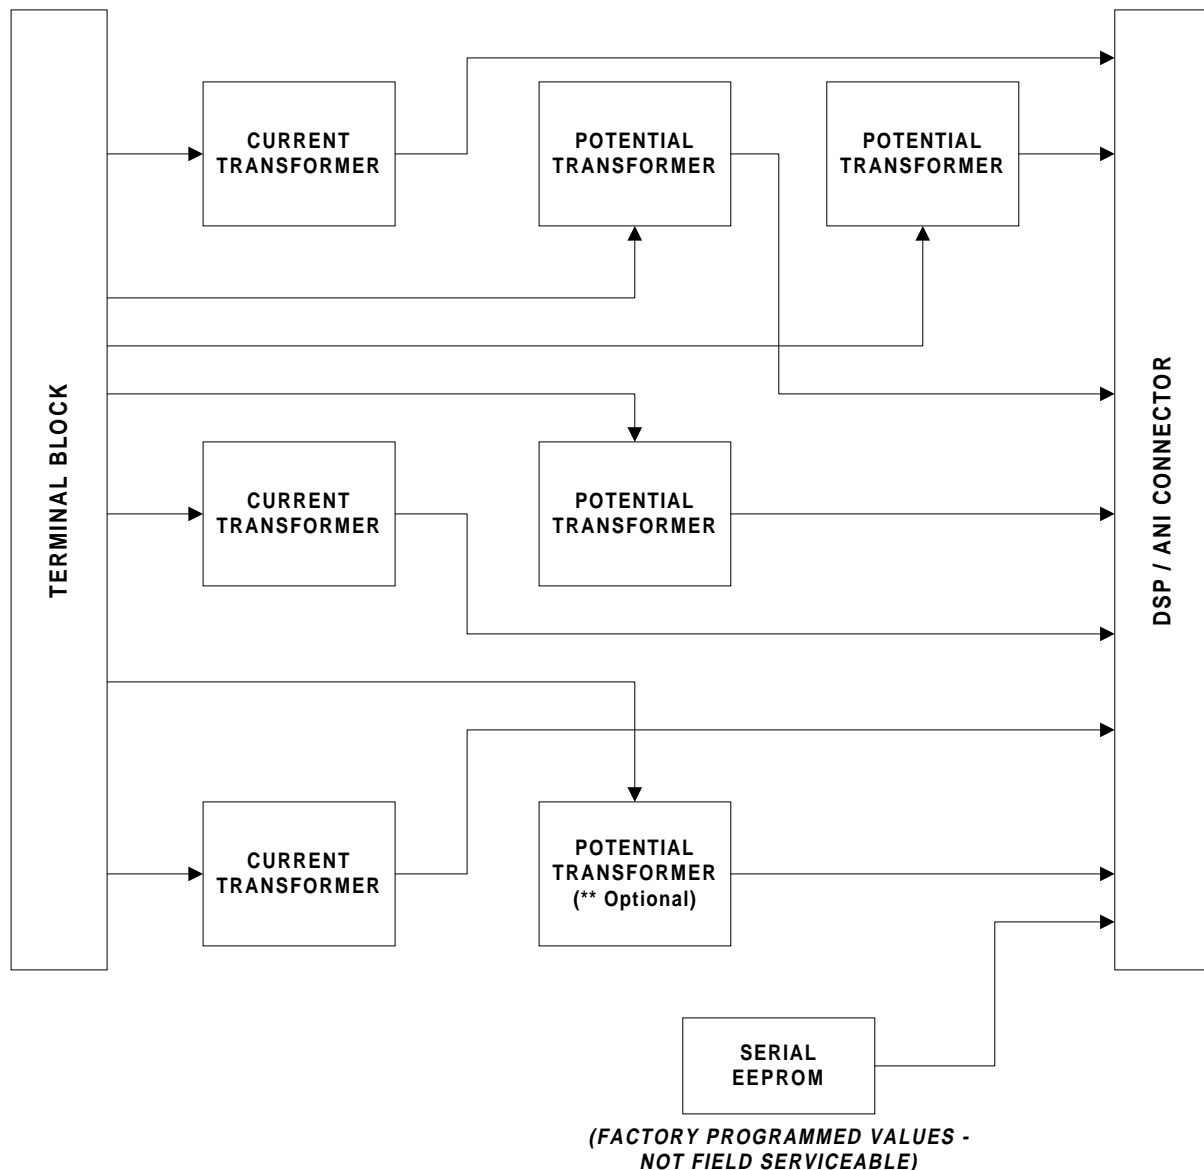 TERMINAL BLOCK
CURRENT
TRANSFORMER
POTENTIAL
TRANSFORMER
POTENTIAL
TRANSFORMER
CURRENT
TRANSFORMER
POTENTIAL
TRANSFORMER
CURRENT
TRANSFORMER
POTENTIAL
TRANSFORMER
(** Optional)
DSP / ANI CONNECTOR
SERIAL
EEPROM
(FACTORY PROGRAMMED VALUES -
NOT FIELD SERVICEABLE)